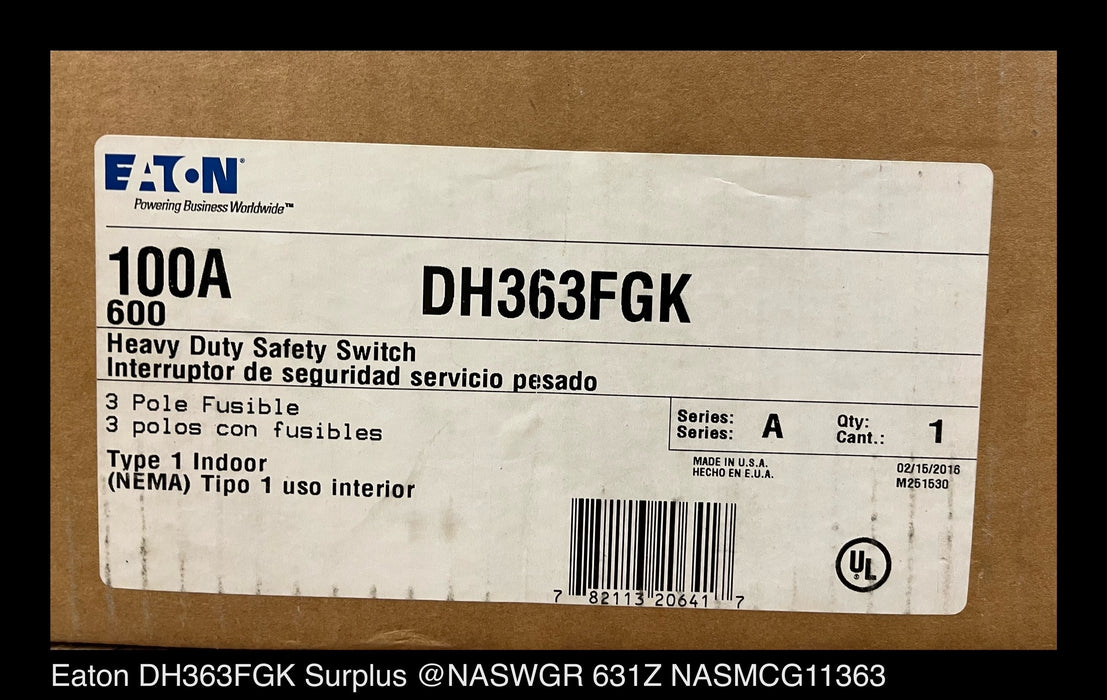 EATON®
Powering Business Worldwide™
100A
600
DH363FGK
Heavy Duty Safety Switch
Interruptor de seguridad servicio pesado
3 Pole Fusible
3 polos con fusibles
Type 1 Indoor
(NEMA) Tipo 1 uso interior
Series:
Series:
A
Qty:
Cant.:
1
MADE IN U.S.A.
HECHO EN E.U.A.
02/15/2016
M251530
7 82113 20641 7
UL
Eaton DH363FGK Surplus @NASWGR 631Z NASMCG11363